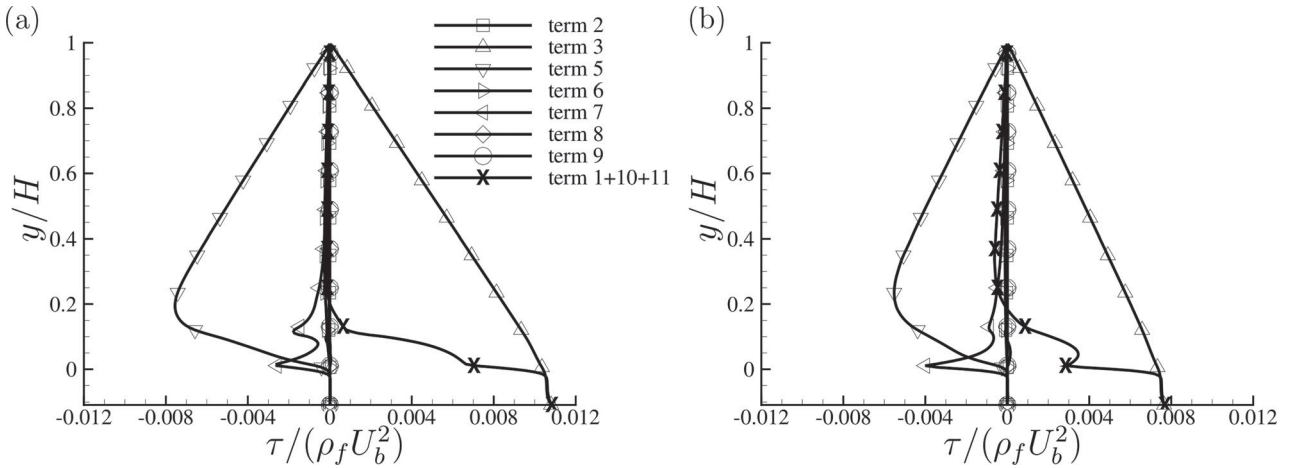 (a)
term 2
term 3
term 5
term 6
term 7
term 8
term 9
term 1+10+11
1
0.8
0.6
0.4
0.2
0
y/H
-0.012 -0.008 -0.004 0 0.004 0.008 0.012
τ/(ρ_f U_b^2)
(b)
1
0.8
0.6
0.4
0.2
0
y/H
-0.012 -0.008 -0.004 0 0.004 0.008 0.012
τ/(ρ_f U_b^2)